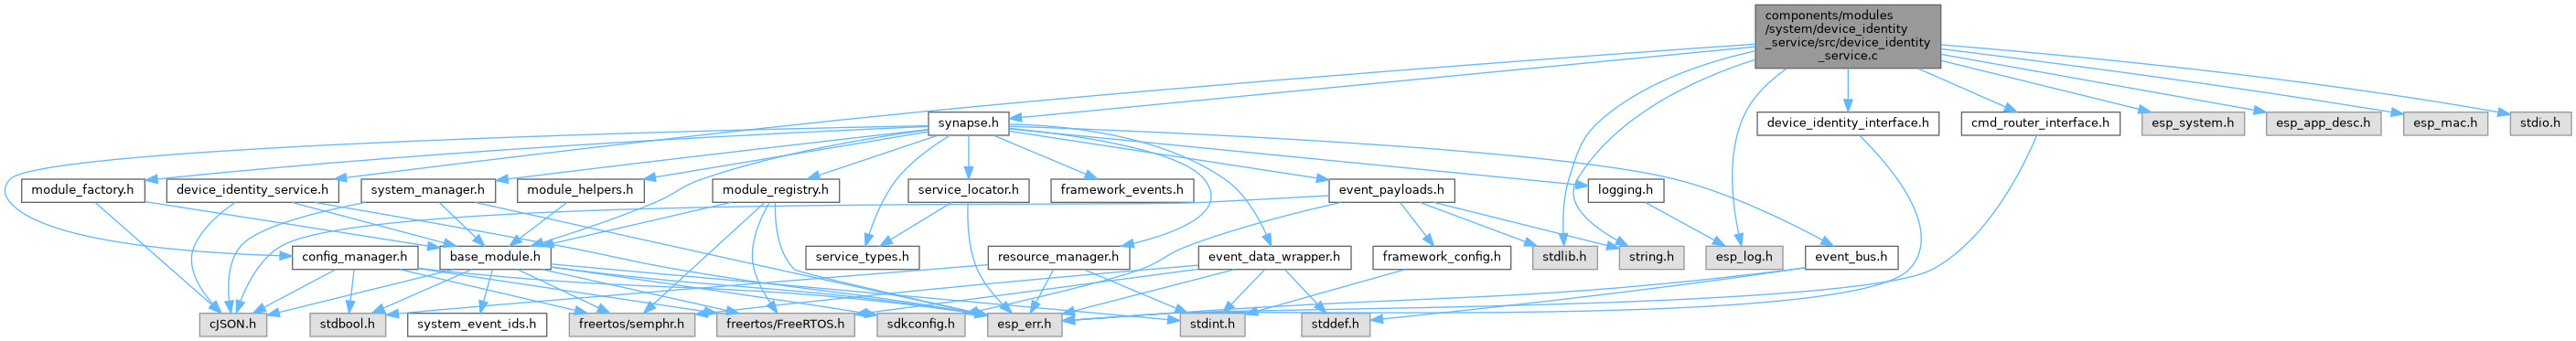 components/modules
/system/device_identity
_service/src/device_identity
_service.c
synapse.h
device_identity_interface.h
cmd_router_interface.h
esp_system.h
esp_app_desc.h
esp_mac.h
stdio.h
module_factory.h
device_identity_service.h
system_manager.h
module_helpers.h
module_registry.h
service_locator.h
framework_events.h
event_payloads.h
logging.h
config_manager.h
base_module.h
service_types.h
resource_manager.h
event_data_wrapper.h
framework_config.h
stdlib.h
string.h
esp_log.h
event_bus.h
cJSON.h
stdbool.h
system_event_ids.h
freertos/semphr.h
freertos/FreeRTOS.h
sdkconfig.h
esp_err.h
stdint.h
stddef.h